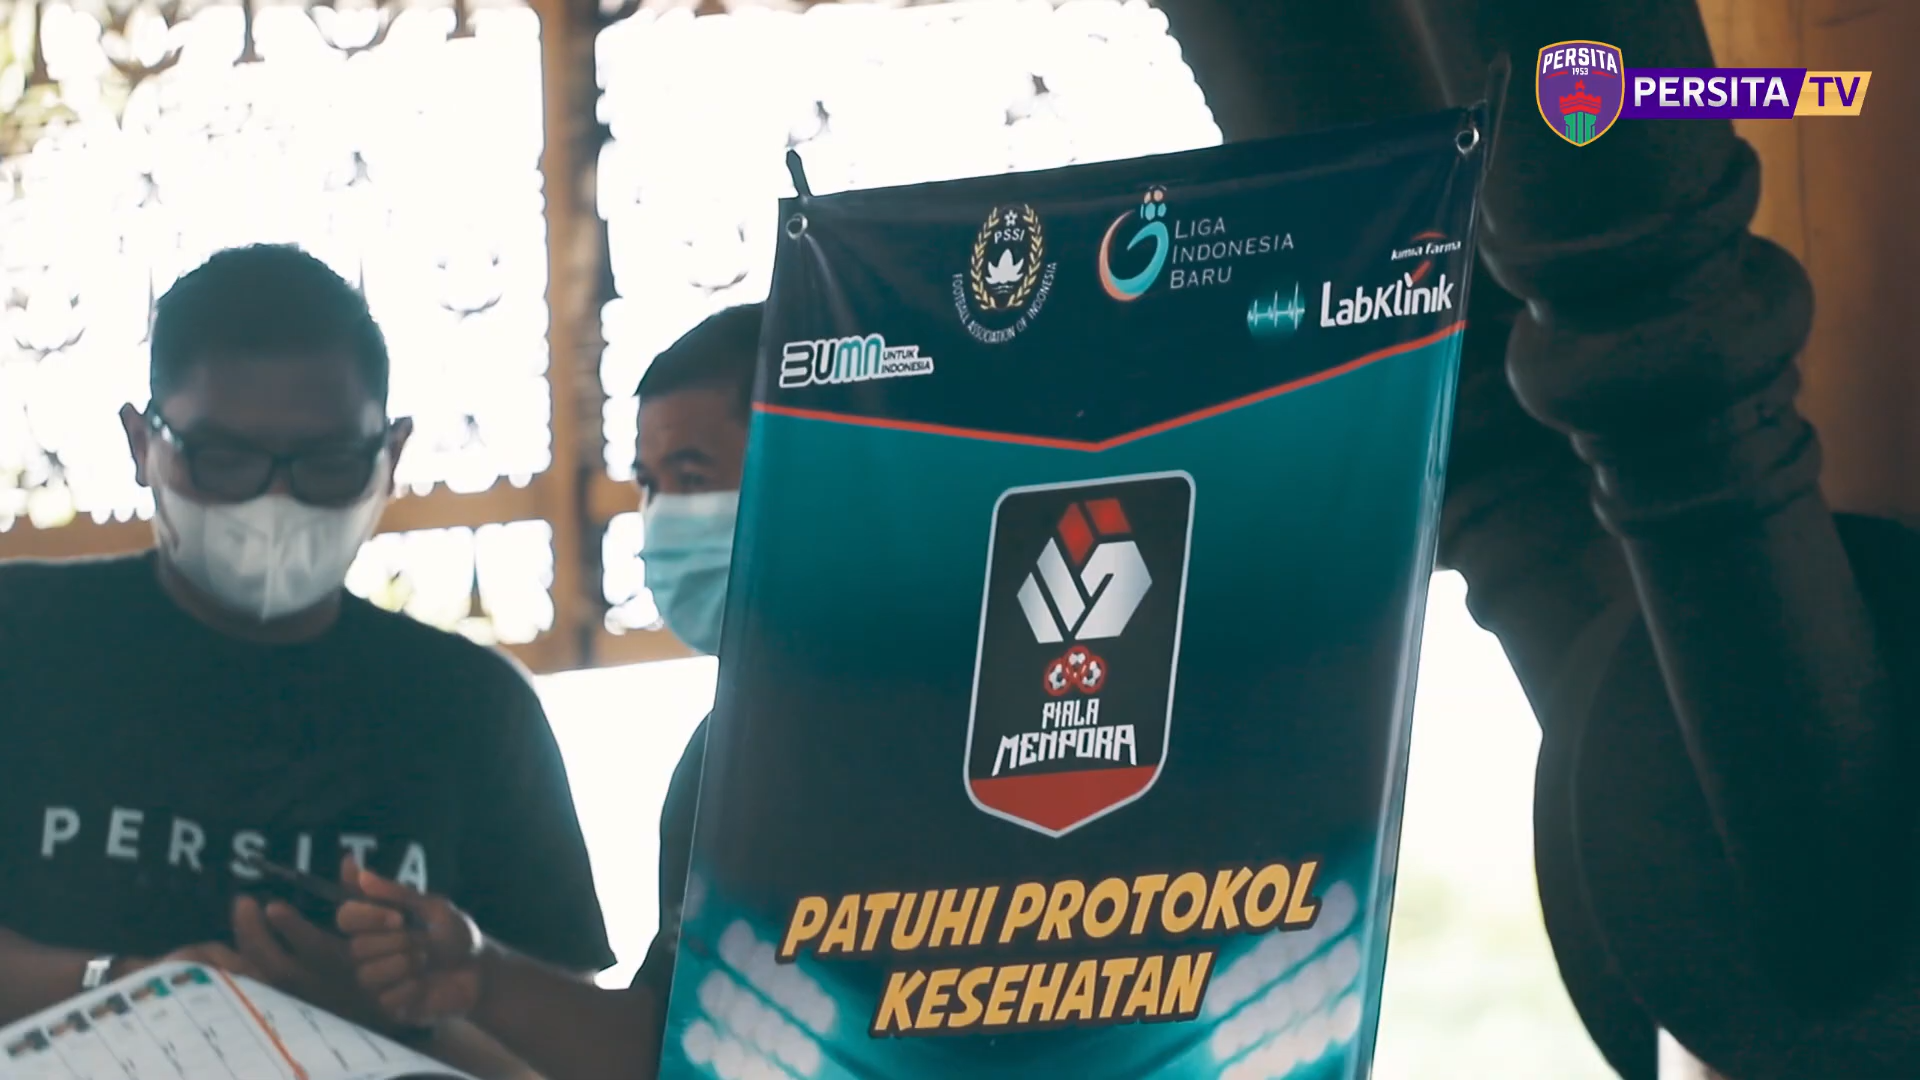 PERSITA
1953
PERSITA TV
PSSI
FOOTBALL ASSOCIATION OF INDONESIA
LIGA
INDONESIA
BARU
kimia farma
LabKlinik
BUMN UNTUK
INDONESIA
PIALA
MENPORA
PERSITA
PATUHI PROTOKOL
KESEHATAN